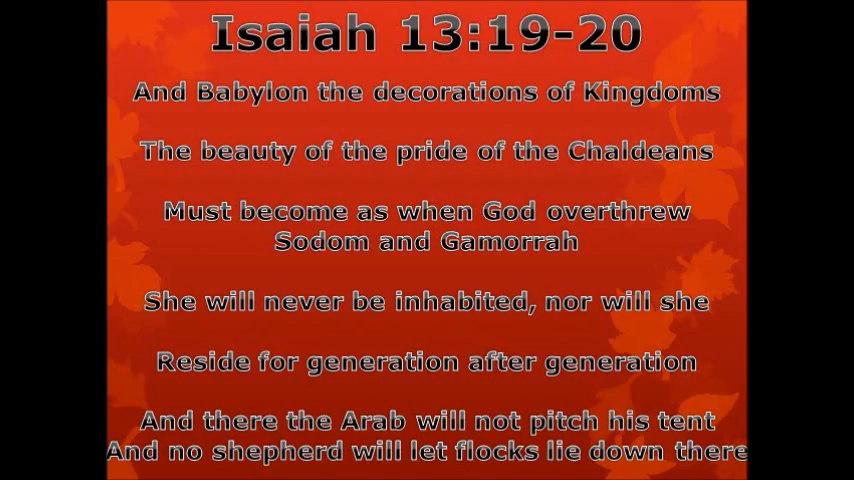 Isaiah 13:19-20
And Babylon the decorations of Kingdoms
The beauty of the pride of the Chaldeans
Must become as when God overthrew
Sodom and Gamorrah
She will never be inhabited, nor will she
Reside for generation after generation
And there the Arab will not pitch his tent
And no shepherd will let flocks lie down there